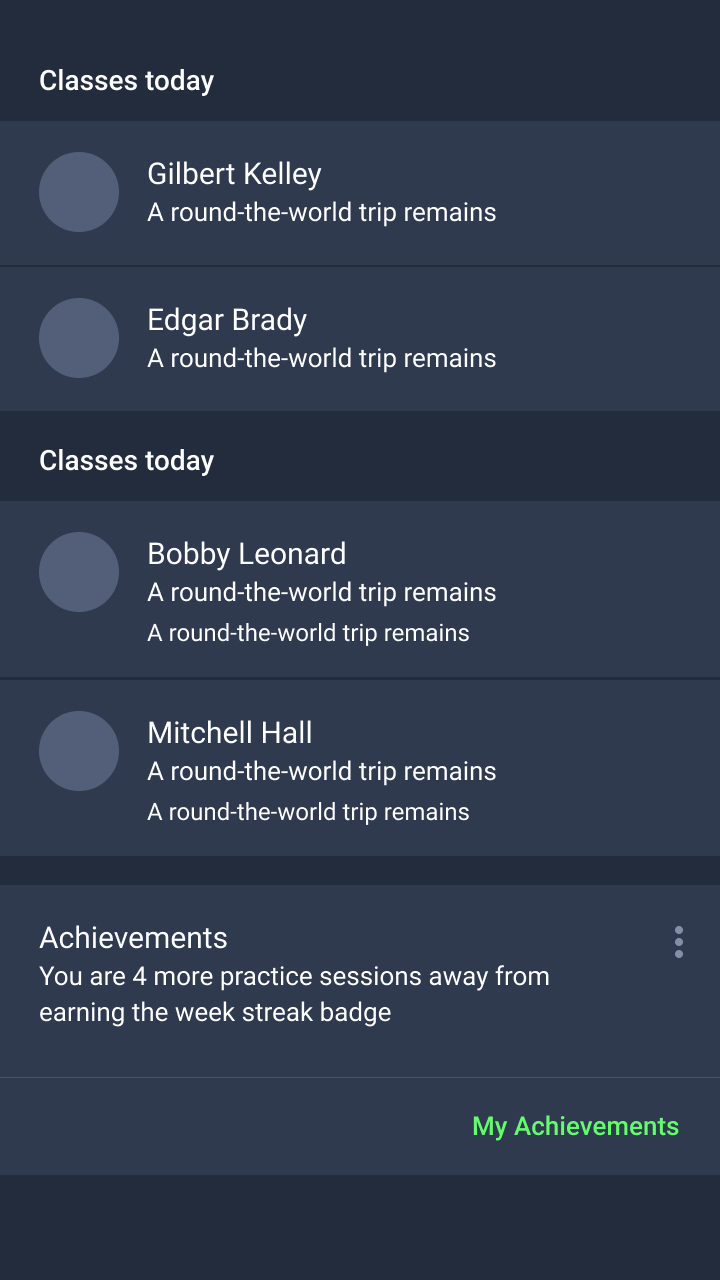 Classes today
Gilbert Kelley
A round-the-world trip remains
Edgar Brady
A round-the-world trip remains
Classes today
Bobby Leonard
A round-the-world trip remains
A round-the-world trip remains
Mitchell Hall
A round-the-world trip remains
A round-the-world trip remains
Achievements
You are 4 more practice sessions away from
earning the week streak badge
My Achievements